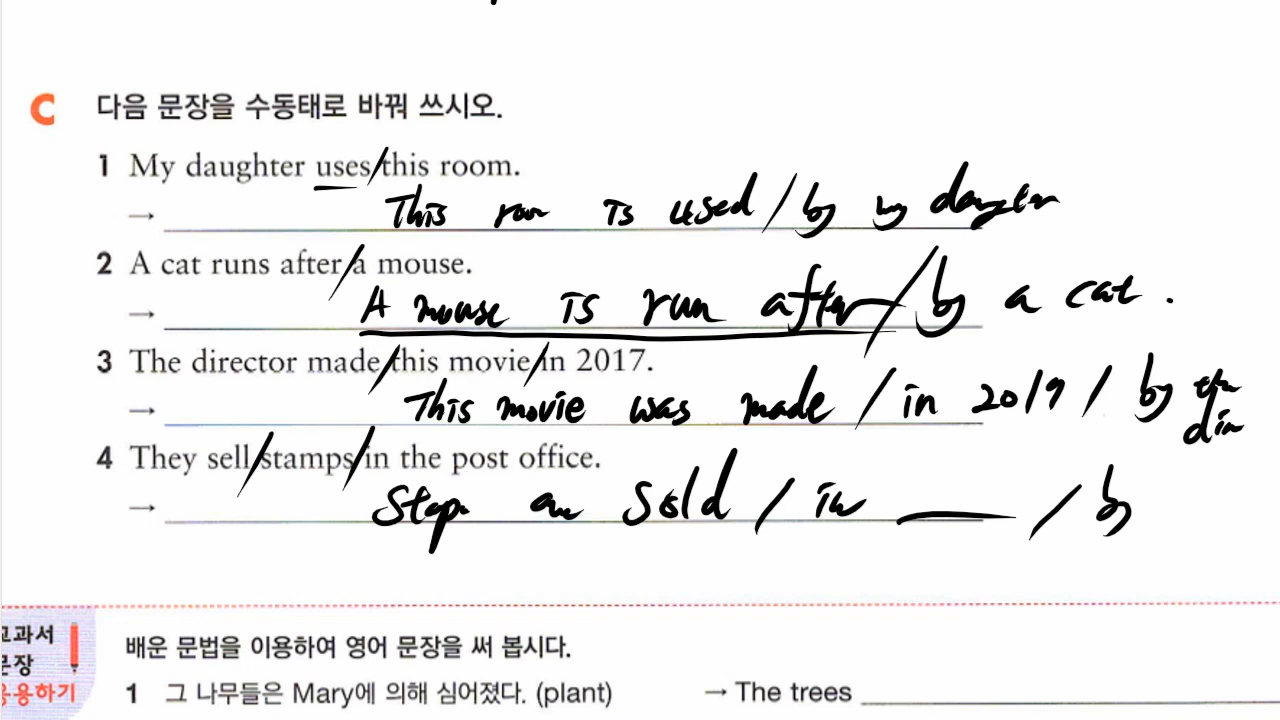 C 다음 문장을 수동태로 바꿔 쓰시오.
1 My daughter uses/this room.
→ This room is used / by my daughter
2 A cat runs after/a mouse.
→ A mouse is run after / by a cat.
3 The director made/this movie/in 2017.
→ This movie was made / in 2019 / by the
4 They sell/stamps/in the post office.
→ are sold / in ___ / by
교과서
문장
응용하기
배운 문법을 이용하여 영어 문장을 써 봅시다.
1 그 나무들은 Mary에 의해 심어졌다. (plant) → The trees